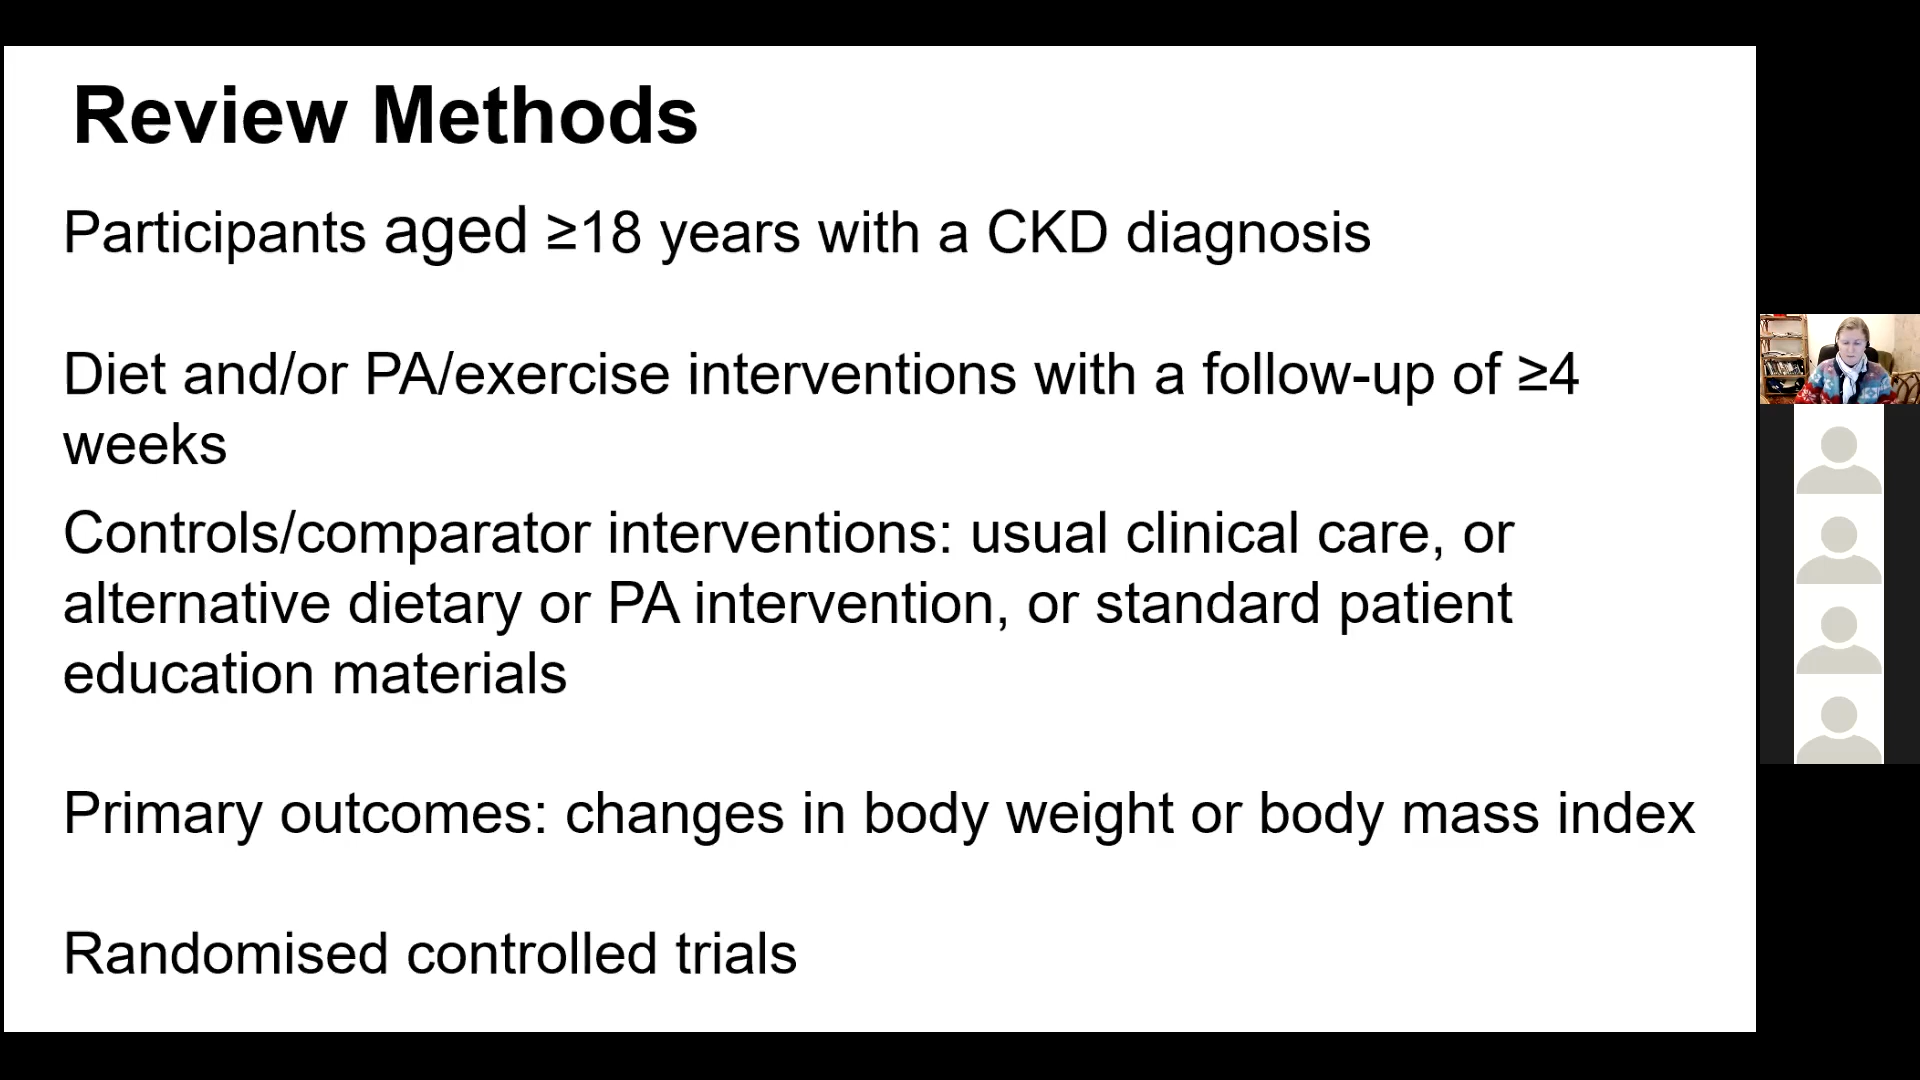 Review Methods
Participants aged ≥18 years with a CKD diagnosis
Diet and/or PA/exercise interventions with a follow-up of ≥4
weeks
Controls/comparator interventions: usual clinical care, or
alternative dietary or PA intervention, or standard patient
education materials
Primary outcomes: changes in body weight or body mass index
Randomised controlled trials